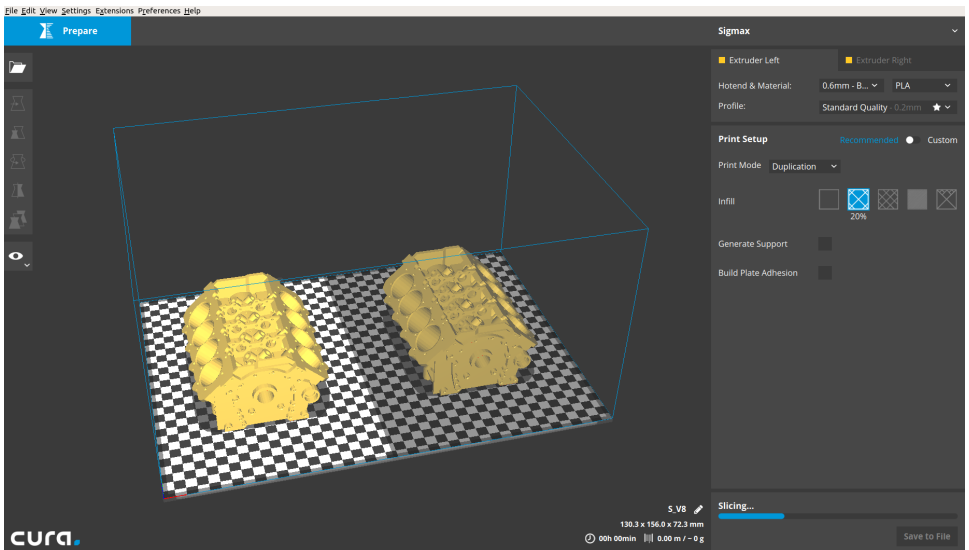 File Edit View Settings Extensions Preferences Help
Prepare
Sigmax
Extruder Left Extruder Right
Hotend & Material: 0.6mm - B... PLA
Profile: Standard Quality - 0.2mm
Print Setup Recommended Custom
Print Mode Duplication
Infill
20%
Generate Support
Build Plate Adhesion
S_V8
130.3 x 156.0 x 72.3 mm
00h 00min 0.00 m / ~ 0 g
Slicing...
Save to File
cura.